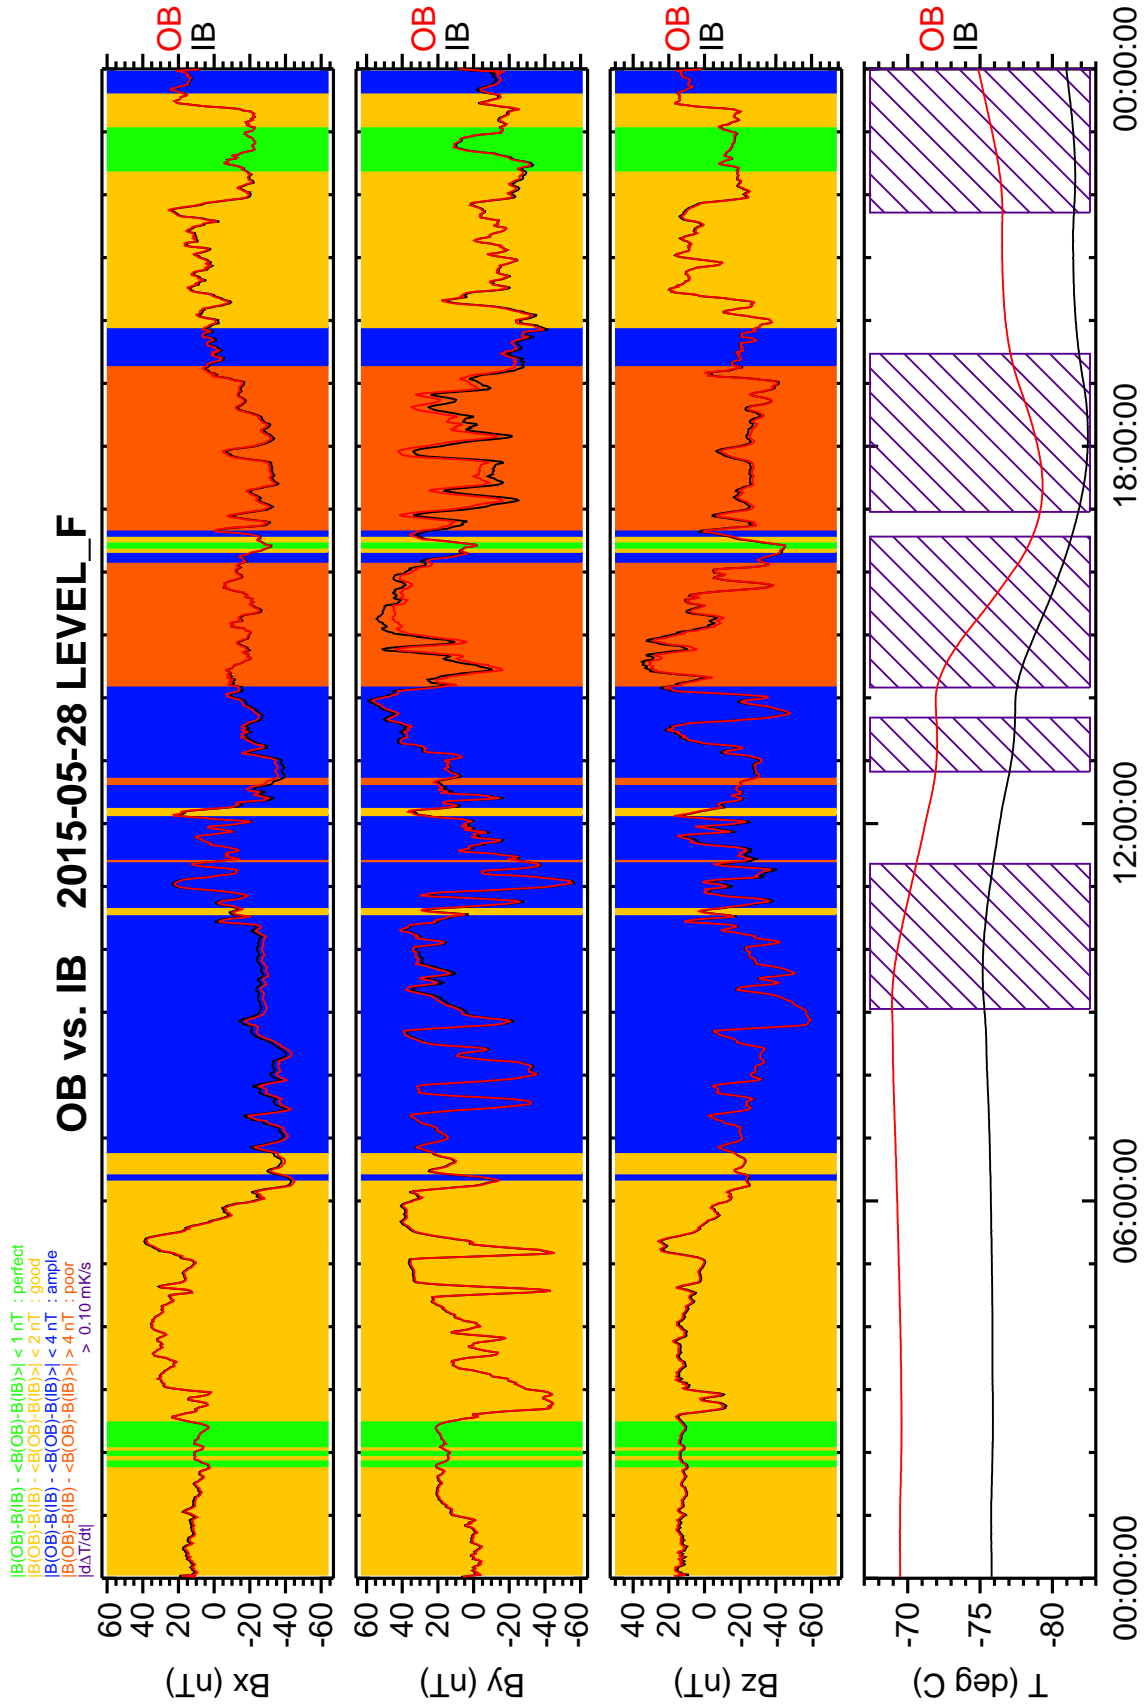 OB vs. IB 2015-05-28 LEVEL_F
|B(OB)-B(IB) - <B(OB)-B(IB)>| < 1 nT : perfect
|B(OB)-B(IB) - <B(OB)-B(IB)>| < 2 nT : good
|B(OB)-B(IB) - <B(OB)-B(IB)>| < 4 nT : ample
|B(OB)-B(IB) - <B(OB)-B(IB)>| > 4 nT : poor
|dΔT/dt| > 0.10 mK/s
Bx (nT)
60
40
20
0
-20
-40
-60
OB
IB
By (nT)
60
40
20
0
-20
-40
-60
OB
IB
Bz (nT)
40
20
0
-20
-40
-60
OB
IB
T (deg C)
-70
-75
-80
OB
IB
00:00:00
06:00:00
12:00:00
18:00:00
00:00:00